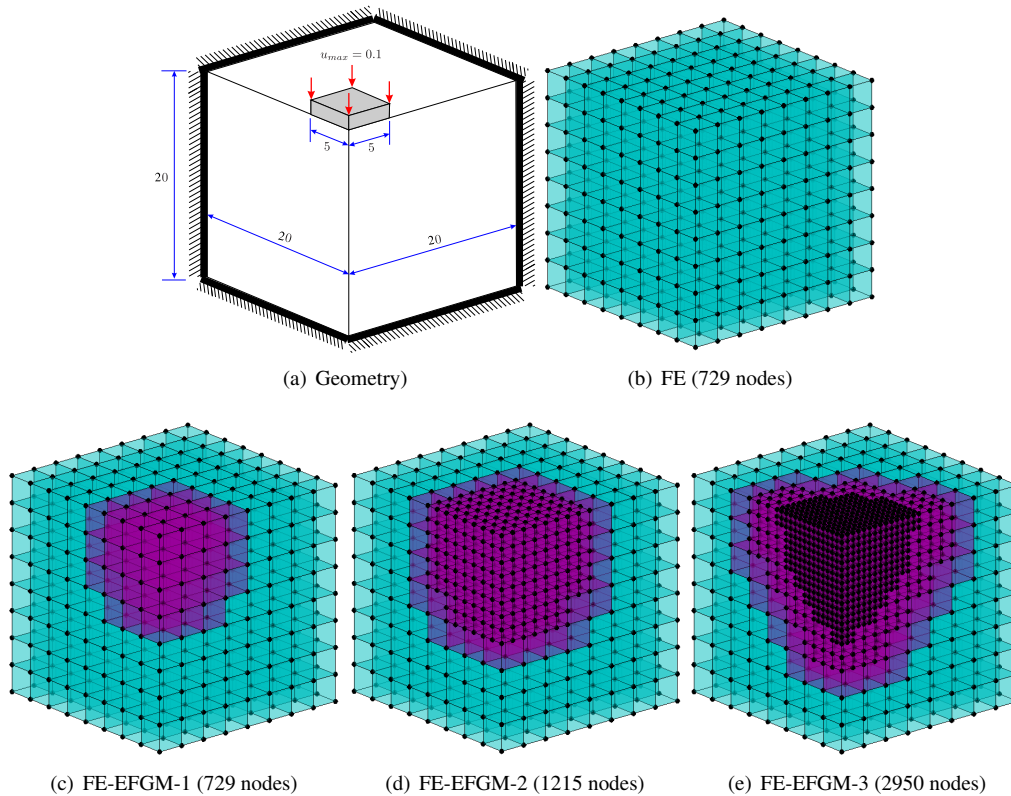 u_max = 0.1
5
5
20
20
20
(a) Geometry)
(b) FE (729 nodes)
(c) FE-EFGM-1 (729 nodes)
(d) FE-EFGM-2 (1215 nodes)
(e) FE-EFGM-3 (2950 nodes)